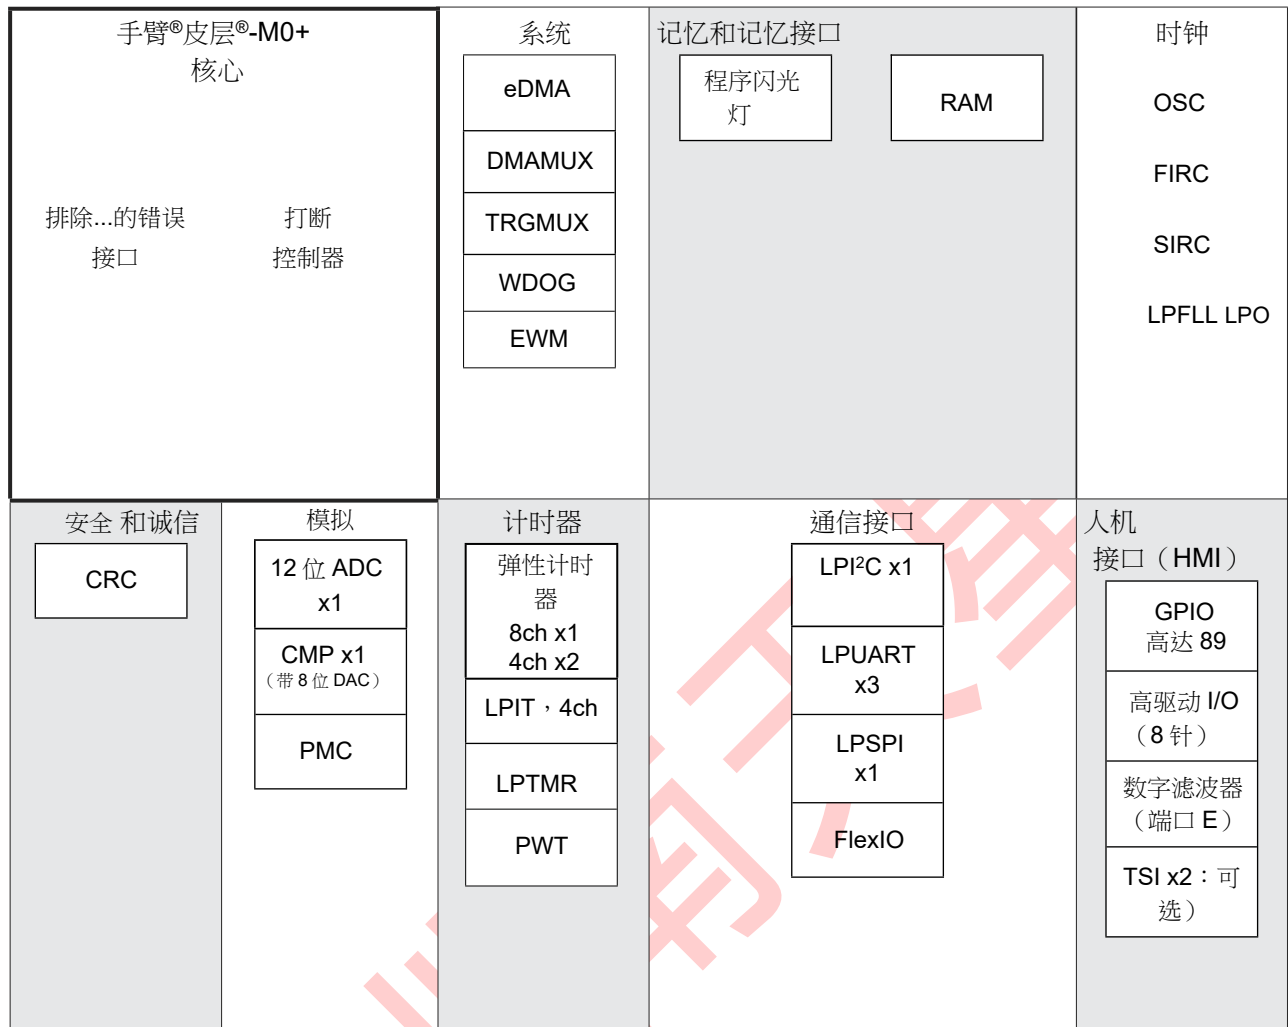 手臂®皮层®-M0+
核心
排除...的错误
接口
打断
控制器
系统
eDMA
DMAMUX
TRGMUX
WDOG
EWM
记忆和记忆接口
程序闪光
灯
RAM
时钟
OSC
FIRC
SIRC
LPFLL LPO
安全 和诚信
CRC
模拟
12 位 ADC
x1
CMP x1
（带 8 位 DAC）
PMC
计时器
弹性计时
器
8ch x1
4ch x2
LPIT，4ch
LPTMR
PWT
通信接口
LPI²C x1
LPUART
x3
LPSPI
x1
FlexIO
人机
接口（HMI）
GPIO
高达 89
高驱动 I/O
（8 针）
数字滤波器
（端口 E）
TSI x2：可
选）